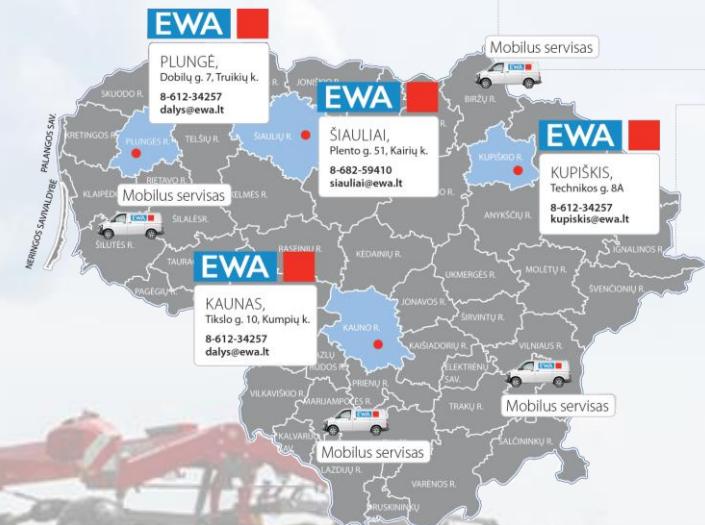 EWA
PLUNGĖ,
Dobilų g. 7, Truikių k.
8-612-34257
dalys@ewa.lt
EWA
ŠIAULIAI,
Plento g. 51, Kairių k.
8-682-59410
siauliai@ewa.lt
Mobilus servisas
EWA
KUPIŠKIS,
Technikos g. 8A
8-612-34257
kupiskis@ewa.lt
EWA
KAUNAS,
Tikslo g. 10, Kumpių k.
8-612-34257
dalys@ewa.lt
Mobilus servisas
Mobilus servisas
Mobilus servisas
SKUODO R.
JONIŠKIO R.
BIRŽŲ R.
PALANGOS SAV.
KRETINGOS R.
PLUNGĖS R.
TELŠIŲ R.
ŠIAULIŲ R.
KUPIŠKIO R.
NERINGOS SAVIVALDYBĖ
RIETAVO R.
KELMĖS R.
ŠILALĖS R.
ANYKŠČIŲ R.
ŠILUTĖS R.
IGNALINOS R.
RASEINIŲ R.
KĖDAINIŲ R.
UKMERGĖS R.
MOLĖTŲ R.
ŠVENČIONIŲ R.
PAGĖGIŲ R.
JONAVOS R.
ŠIRVINTŲ R.
KAUNO R.
KAIŠIADORIŲ R.
VILNIAUS R.
RŪDOS R.
ELEKTRĖNŲ
SAV.
VILKAVIŠKIO R.
PRIENŲ R.
MARIJAMPOLĖS R.
TRAKŲ R.
ŠALČININKŲ R.
LAZDIJŲ R.
VARĖNOS R.